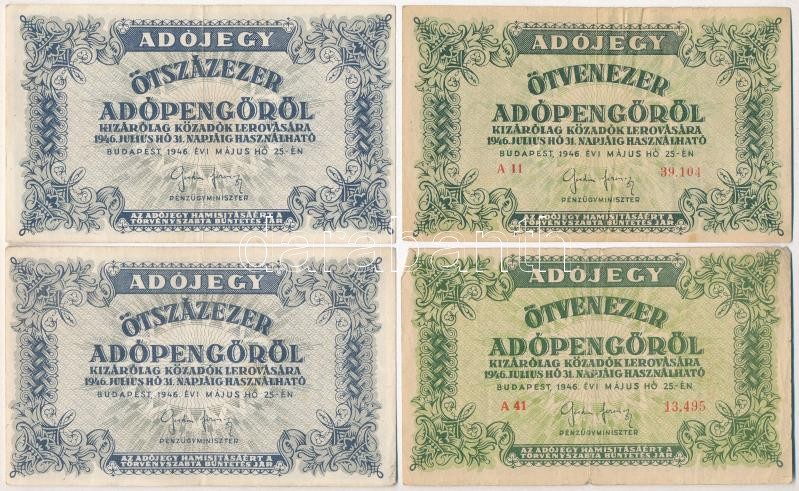 ADÓJEGY
ÖTSZÁZEZER
ADÓPENGŐRŐL
KIZÁRÓLAG KÖZADÓK LEROVÁSÁRA
1946. JULIUS HÓ 31. NAPJÁIG HASZNÁLHATÓ
BUDAPEST, 1946. ÉVI MÁJUS HÓ 25-ÉN
PÉNZÜGYMINISZTER
AZ ADÓJEGY HAMISITÁSÁÉRT A
TÖRVÉNYSZABTA BÜNTETÉS JÁR
ADÓJEGY
ÖTVENEZER
ADÓPENGŐRŐL
KIZÁRÓLAG KÖZADÓK LEROVÁSÁRA
1946. JULIUS HÓ 31. NAPJÁIG HASZNÁLHATÓ
BUDAPEST, 1946. ÉVI MÁJUS HÓ 25-ÉN
A 11 39.104
PÉNZÜGYMINISZTER
AZ ADÓJEGY HAMISITÁSÁÉRT A
TÖRVÉNYSZABTA BÜNTETÉS JÁR
darabanth
ADÓJEGY
ÖTSZÁZEZER
ADÓPENGŐRŐL
KIZÁRÓLAG KÖZADÓK LEROVÁSÁRA
1946. JULIUS HÓ 31. NAPJÁIG HASZNÁLHATÓ
BUDAPEST, 1946. ÉVI MÁJUS HÓ 25-ÉN
PÉNZÜGYMINISZTER
AZ ADÓJEGY HAMISITÁSÁÉRT A
TÖRVÉNYSZABTA BÜNTETÉS JÁR
ADÓJEGY
ÖTVENEZER
ADÓPENGŐRŐL
KIZÁRÓLAG KÖZADÓK LEROVÁSÁRA
1946. JULIUS HÓ 31. NAPJÁIG HASZNÁLHATÓ
BUDAPEST, 1946. ÉVI MÁJUS HÓ 25-ÉN
A 41 13.495
PÉNZÜGYMINISZTER
AZ ADÓJEGY HAMISITÁSÁÉRT A
TÖRVÉNYSZABTA BÜNTETÉS JÁR